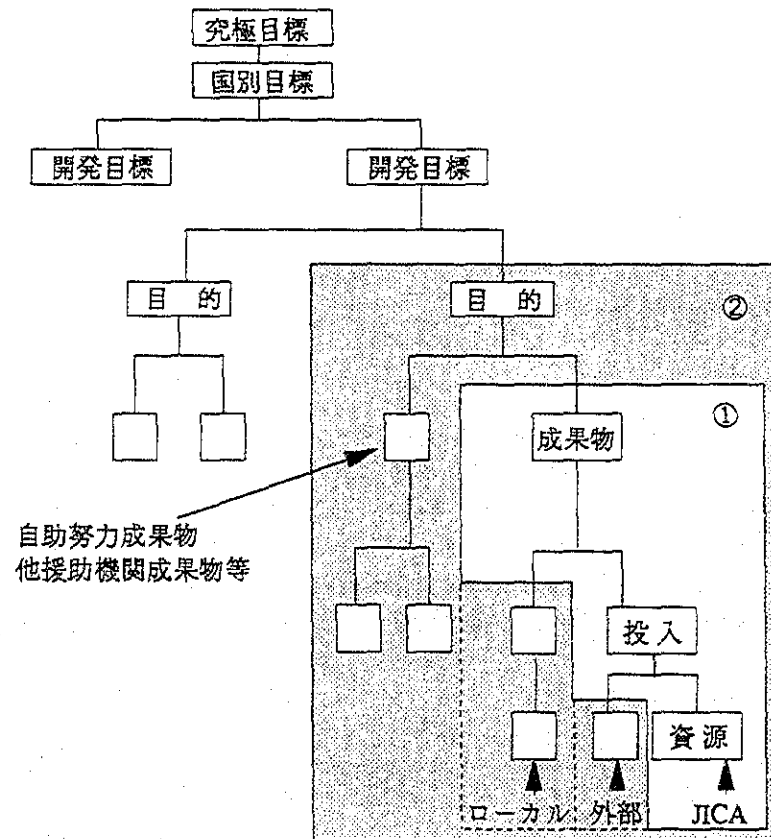 究極目標
国別目標
開発目標
開発目標
目的
目的
②
①
成果物
自助努力成果物
他援助機関成果物等
投入
資源
ローカル
外部
JICA